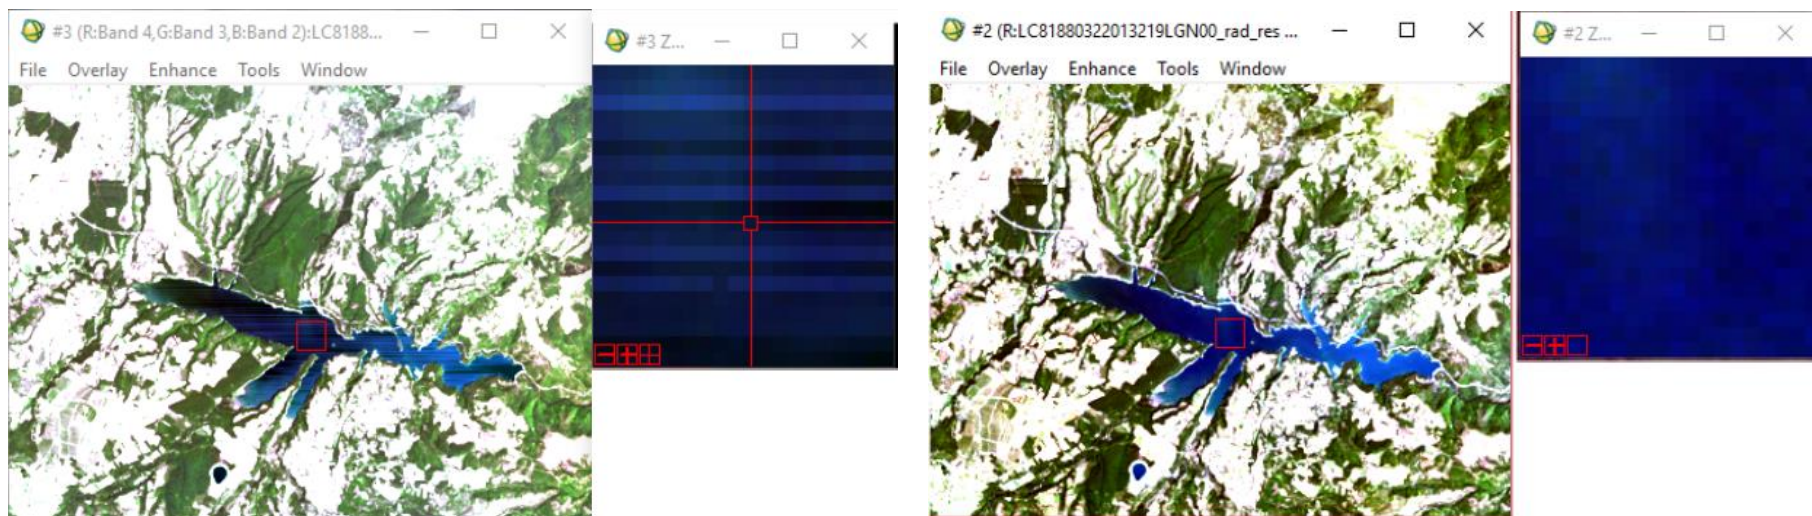 #3 (R:Band 4,G:Band 3,B:Band 2):LC8188...
File Overlay Enhance Tools Window
#3 Z...
#2 (R:LC81880322013219LGN00_rad_res ...
File Overlay Enhance Tools Window
#2 Z...